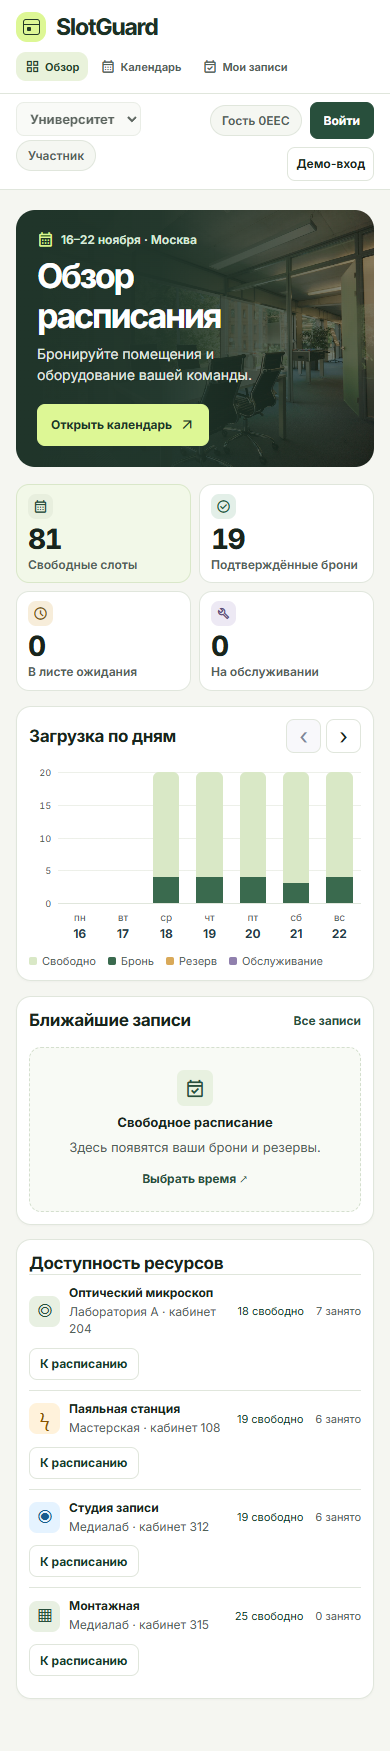 SlotGuard
Обзор
Календарь
Мои записи
Университет
Гость 0EEC
Войти
Участник
Демо-вход
16–22 ноября · Москва
Обзор
расписания
Бронируйте помещения и
оборудование вашей команды.
Открыть календарь
81
Свободные слоты
19
Подтверждённые брони
0
В листе ожидания
0
На обслуживании
Загрузка по дням
20
15
10
5
0
пн вт ср чт пт сб вс
16 17 18 19 20 21 22
Свободно Бронь Резерв Обслуживание
Ближайшие записи
Все записи
Свободное расписание
Здесь появятся ваши брони и резервы.
Выбрать время ↗
Доступность ресурсов
Оптический микроскоп
Лаборатория А · кабинет
204
18 свободно 7 занято
К расписанию
Паяльная станция
Мастерская · кабинет 108
19 свободно 6 занято
К расписанию
Студия записи
Медиалаб · кабинет 312
19 свободно 6 занято
К расписанию
Монтажная
Медиалаб · кабинет 315
25 свободно 0 занято
К расписанию